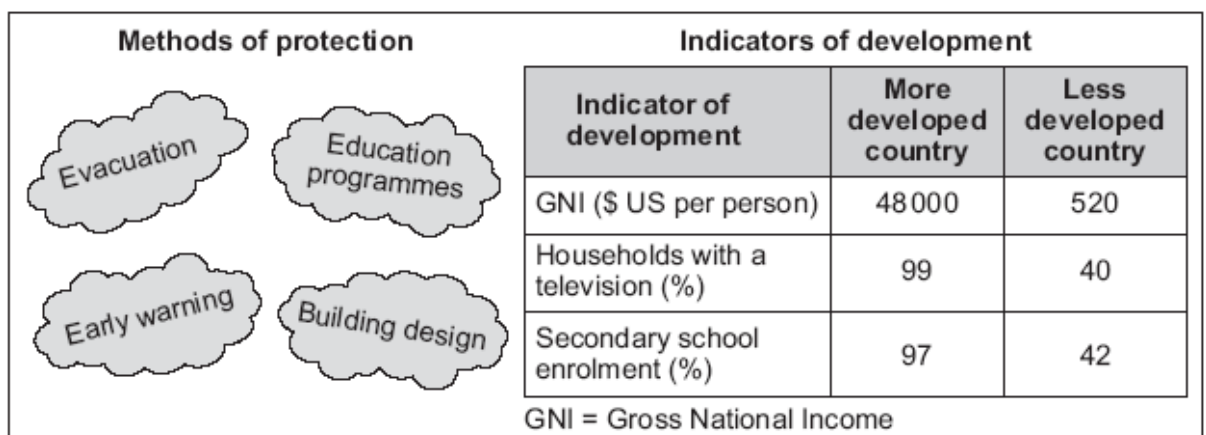 Methods of protection
Evacuation
Education
programmes
Early warning
Building design
Indicators of development
Indicator of
development
More
developed
country
Less
developed
country
GNI ($ US per person)
48 000
520
Households with a
television (%)
99
40
Secondary school
enrolment (%)
97
42
GNI = Gross National Income